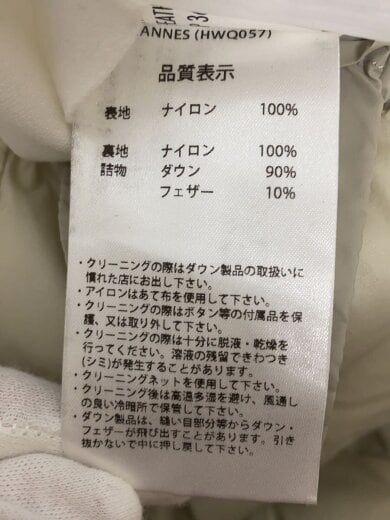 ANNES (HWQ057)
品質表示
表地 ナイロン 100%
裏地 ナイロン 100%
詰物 ダウン 90%
フェザー 10%
・クリーニングの際はダウン製品の取扱いに
慣れた店にお出し下さい。
・アイロンはあて布を使用して下さい。
・クリーニングの際はボタン等の付属品を保
護、又は取り外して下さい。
・クリーニングの際は十分に脱液・乾燥を
行ってください。溶液の残留できわつき
(シミ)が発生することがあります。
・クリーニングネットを使用して下さい。
・クリーニング後は高温多湿を避け、風通し
の良い冷暗所で保管して下さい。
・ダウン製品は、縫い目部分等からダウン・
フェザーが飛び出すことがあります。引き
抜かないで中に押し戻して下さい。